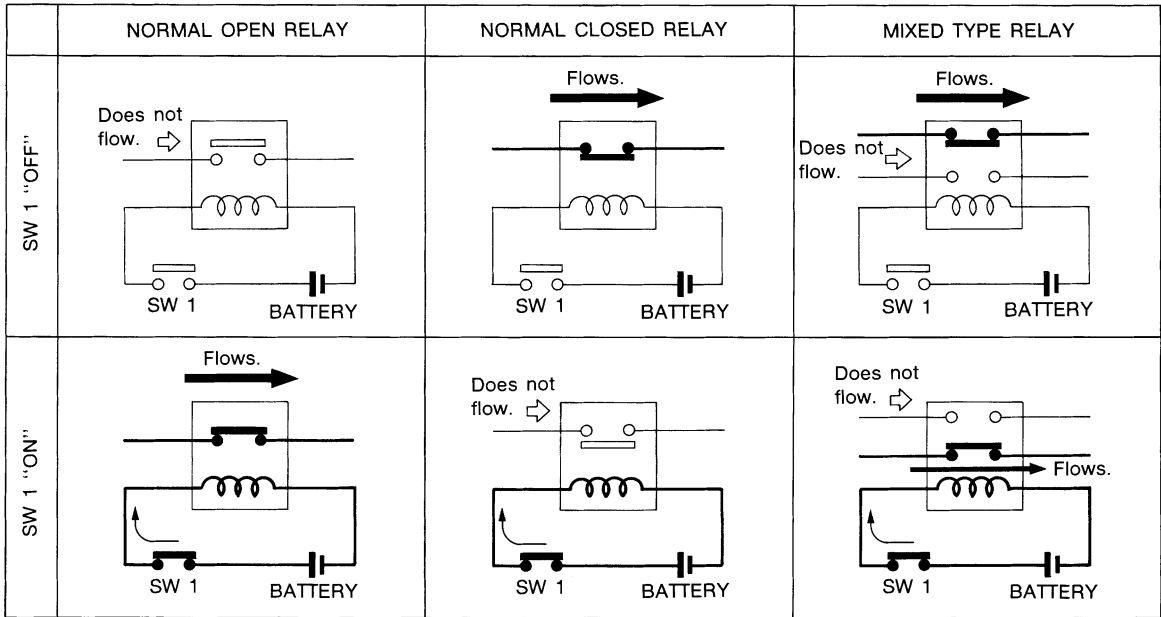 NORMAL OPEN RELAY
NORMAL CLOSED RELAY
MIXED TYPE RELAY
SW 1 "OFF"
Does not
flow.
SW 1
BATTERY
Flows.
SW 1
BATTERY
Flows.
Does not
flow.
SW 1
BATTERY
SW 1 "ON"
Flows.
SW 1
BATTERY
Does not
flow.
SW 1
BATTERY
Does not
flow.
Flows.
SW 1
BATTERY